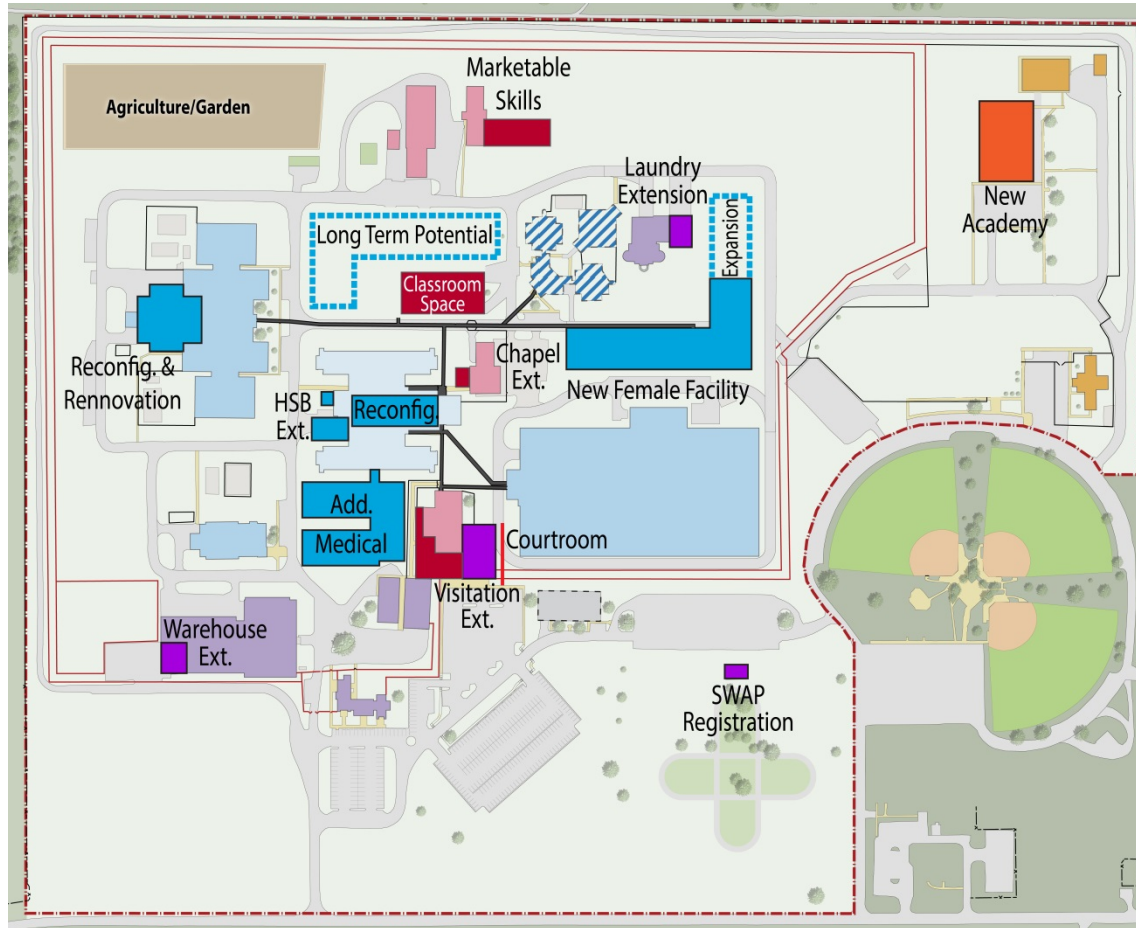 Marketable
Skills
Agriculture/Garden
Laundry
Extension
New
Academy
Long Term Potential
Expansion
Classroom
Space
Chapel
Ext.
Reconfig. &
Rennovation
New Female Facility
HSB
Ext.
Reconfig.
Add.
Medical
Courtroom
Visitation
Ext.
Warehouse
Ext.
SWAP
Registration